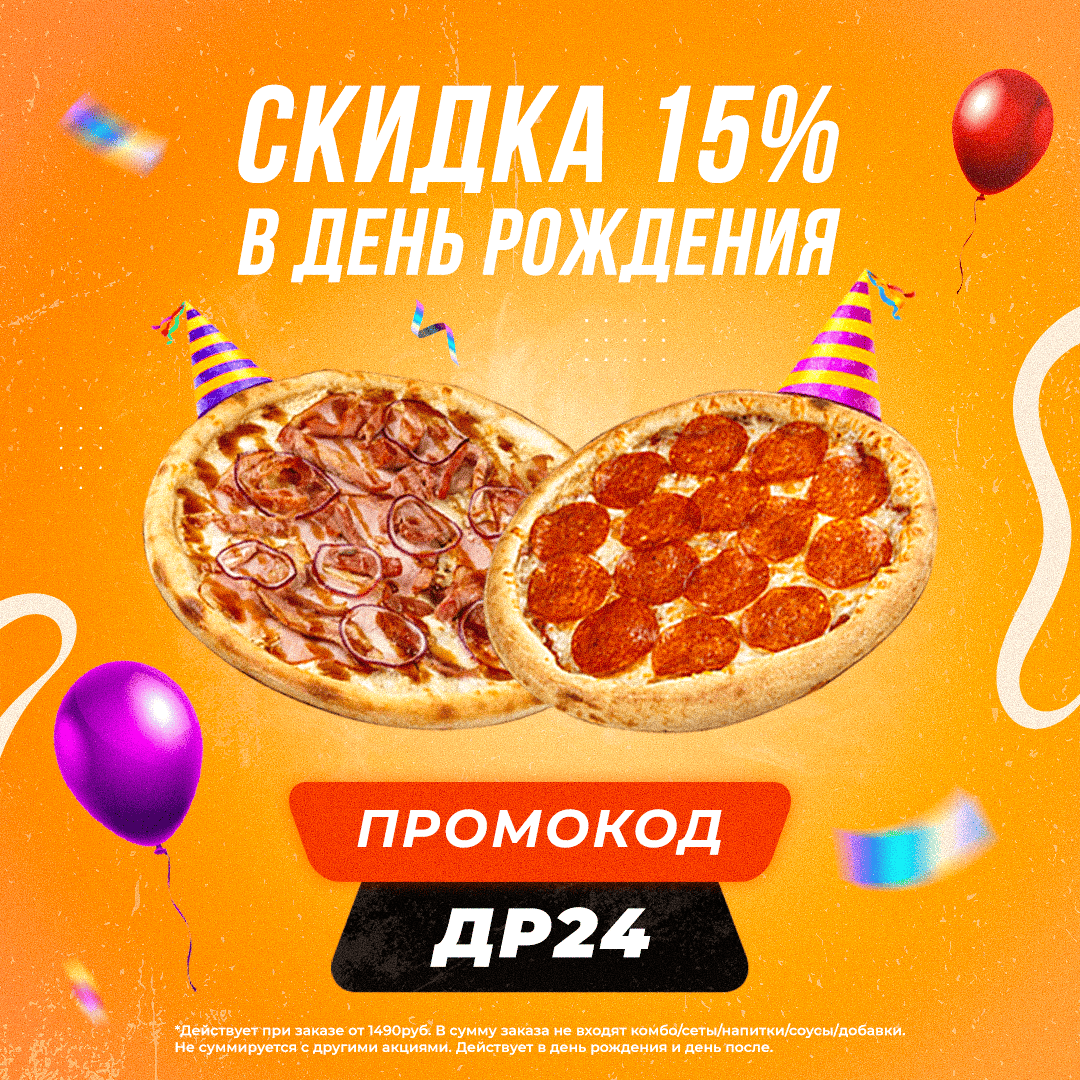 СКИДКА 15%
В ДЕНЬ РОЖДЕНИЯ
ПРОМОКОД
ДР24
*Действует при заказе от 1490руб. В сумму заказа не входят комбо/сеты/напитки/соусы/добавки.
Не суммируется с другими акциями. Действует в день рождения и день после.